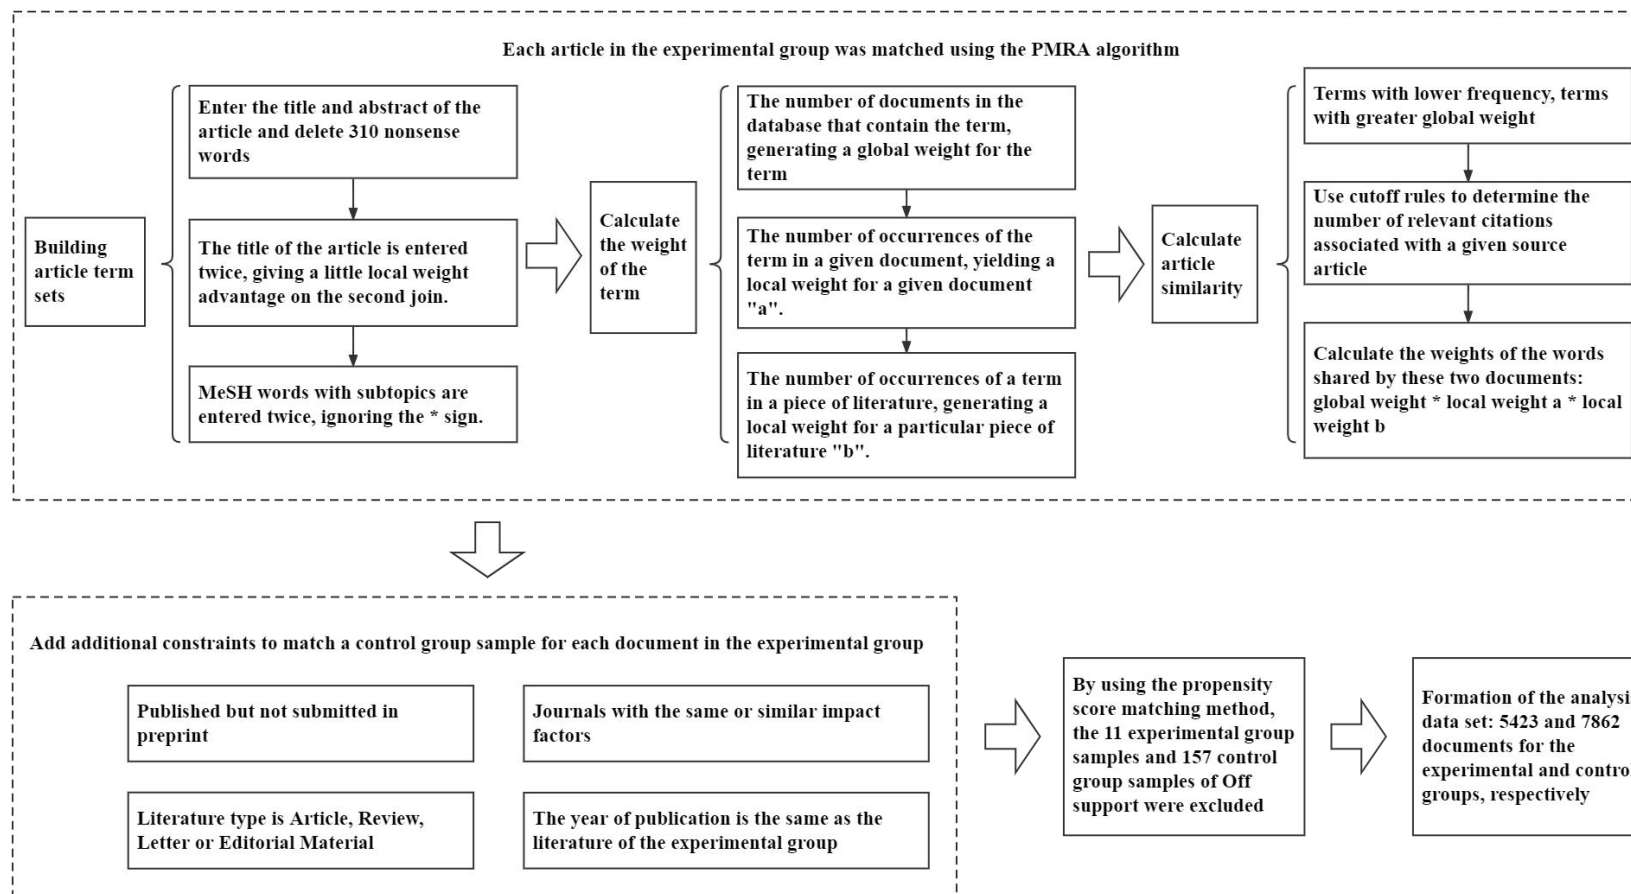 Each article in the experimental group was matched using the PMRA algorithm
Building
article term
sets
Enter the title and abstract of the
article and delete 310 nonsense
words
The title of the article is entered
twice, giving a little local weight
advantage on the second join.
MeSH words with subtopics are
entered twice, ignoring the * sign.
Calculate
the weight
of the
term
The number of documents in the
database that contain the term,
generating a global weight for the
term
The number of occurrences of the
term in a given document, yielding a
local weight for a given document
"a".
The number of occurrences of a term
in a piece of literature, generating a
local weight for a particular piece of
literature "b".
Calculate
article
similarity
Terms with lower frequency, terms
with greater global weight
Use cutoff rules to determine the
number of relevant citations
associated with a given source
article
Calculate the weights of the words
shared by these two documents:
global weight * local weight a * local
weight b
Add additional constraints to match a control group sample for each document in the experimental group
Published but not submitted in
preprint
Journals with the same or similar impact
factors
Literature type is Article, Review,
Letter or Editorial Material
The year of publication is the same as the
literature of the experimental group
By using the propensity
score matching method,
the 11 experimental group
samples and 157 control
group samples of Off
support were excluded
Formation of the analysis
data set: 5423 and 7862
documents for the
experimental and control
groups, respectively